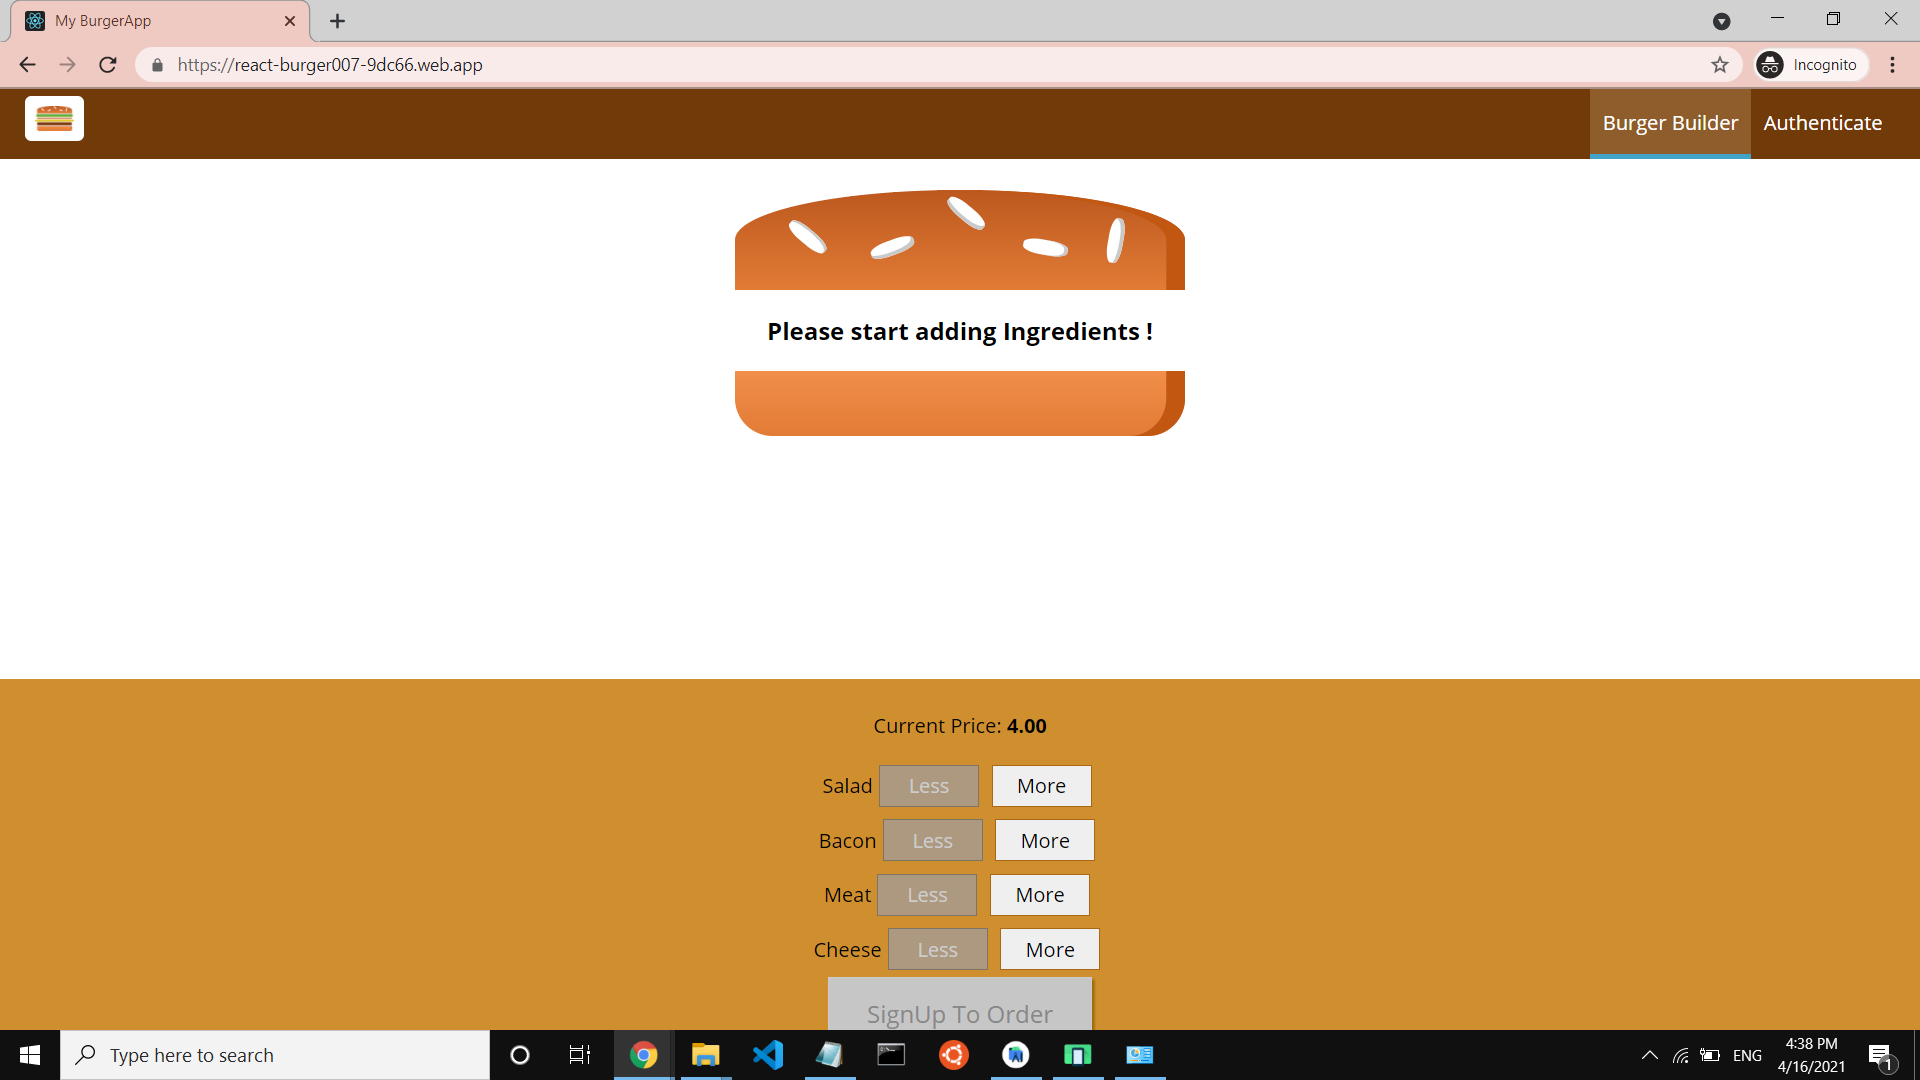 My BurgerApp
https://react-burger007-9dc66.web.app
Incognito
Burger Builder Authenticate
Please start adding Ingredients !
Current Price: 4.00
Salad Less More
Bacon Less More
Meat Less More
Cheese Less More
SignUp To Order
Type here to search
ENG
4:38 PM
4/16/2021
1